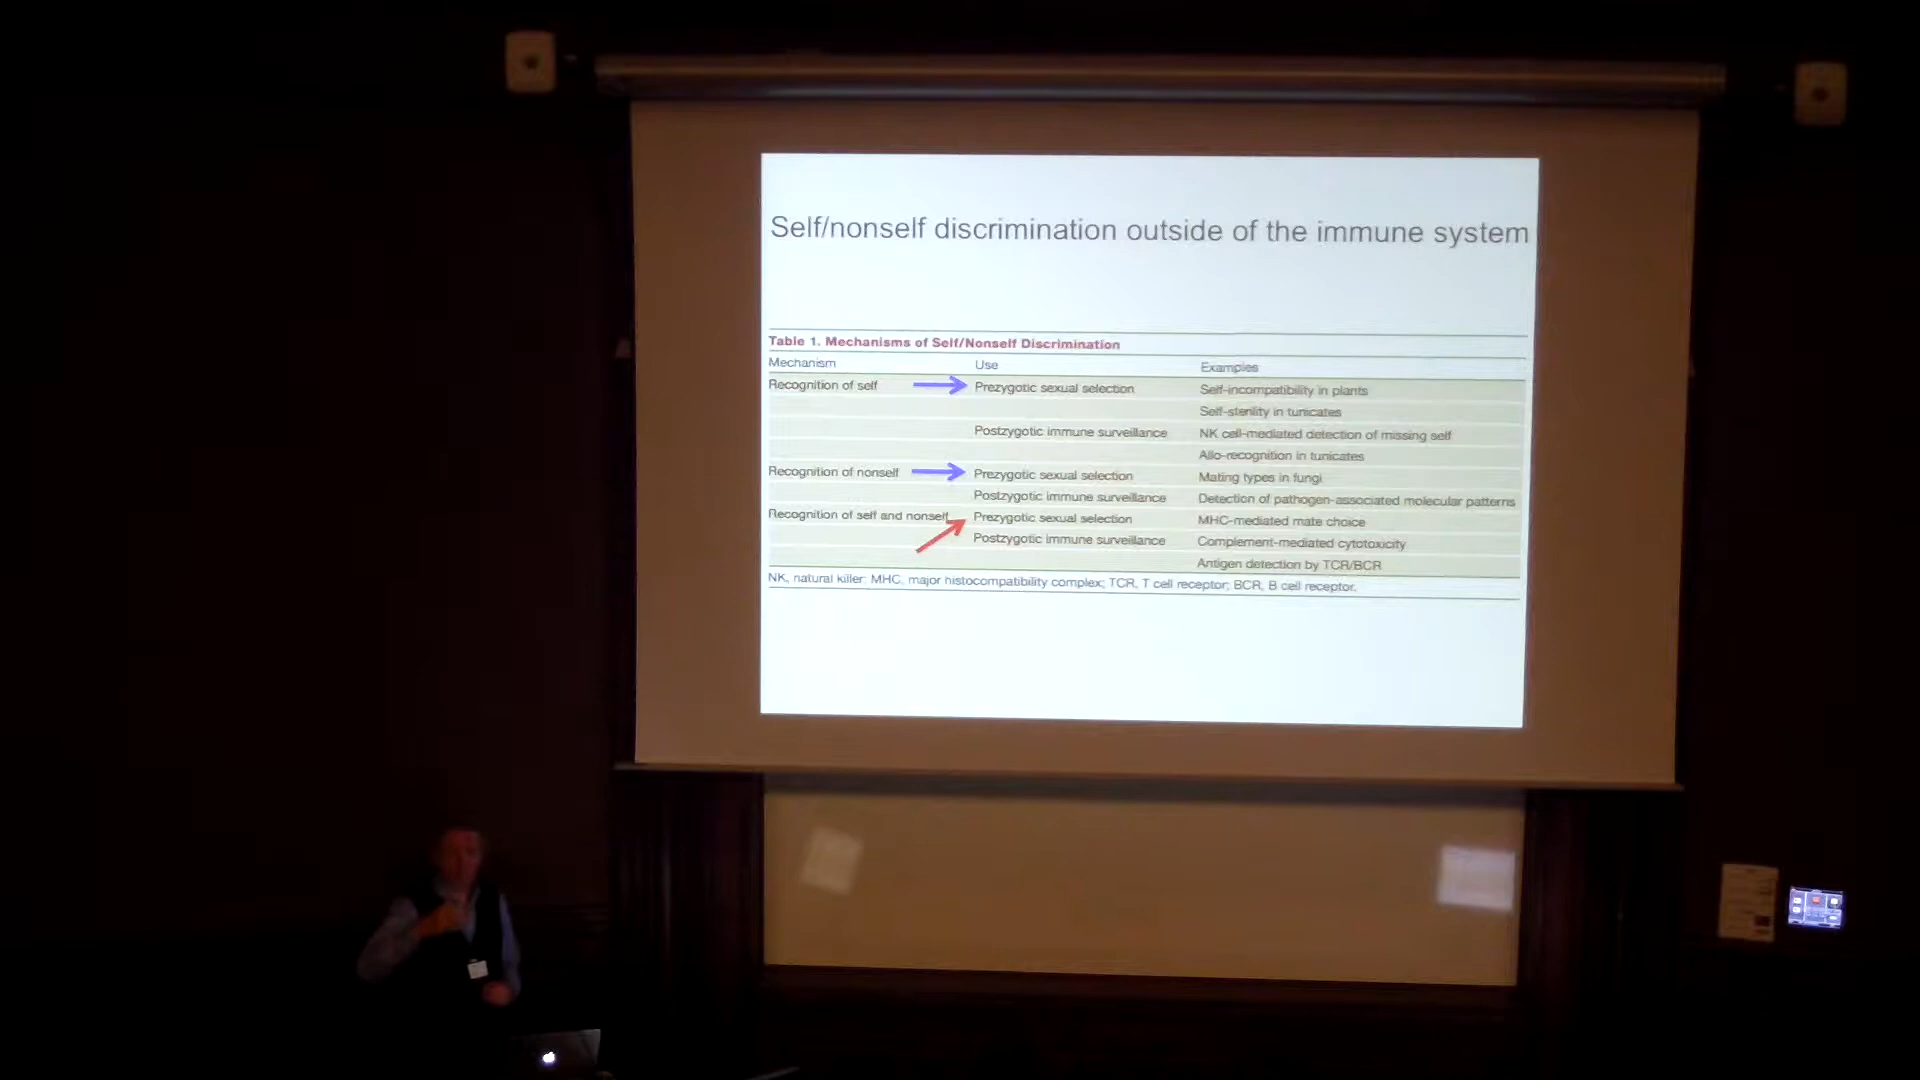 Self/nonself discrimination outside of the immune system
Table 1. Mechanisms of Self/Nonself Discrimination
Mechanism Use Examples
Recognition of self Prezygotic sexual selection Self-incompatibility in plants
Self-sterility in tunicates
Postzygotic immune surveillance NK cell-mediated detection of missing self
Allo-recognition in tunicates
Recognition of nonself Prezygotic sexual selection Mating types in fungi
Postzygotic immune surveillance Detection of pathogen-associated molecular patterns
Recognition of self and nonself Prezygotic sexual selection MHC-mediated mate choice
Postzygotic immune surveillance Complement-mediated cytotoxicity
Antigen detection by TCR/BCR
NK, natural killer; MHC, major histocompatibility complex; TCR, T cell receptor; BCR, B cell receptor.